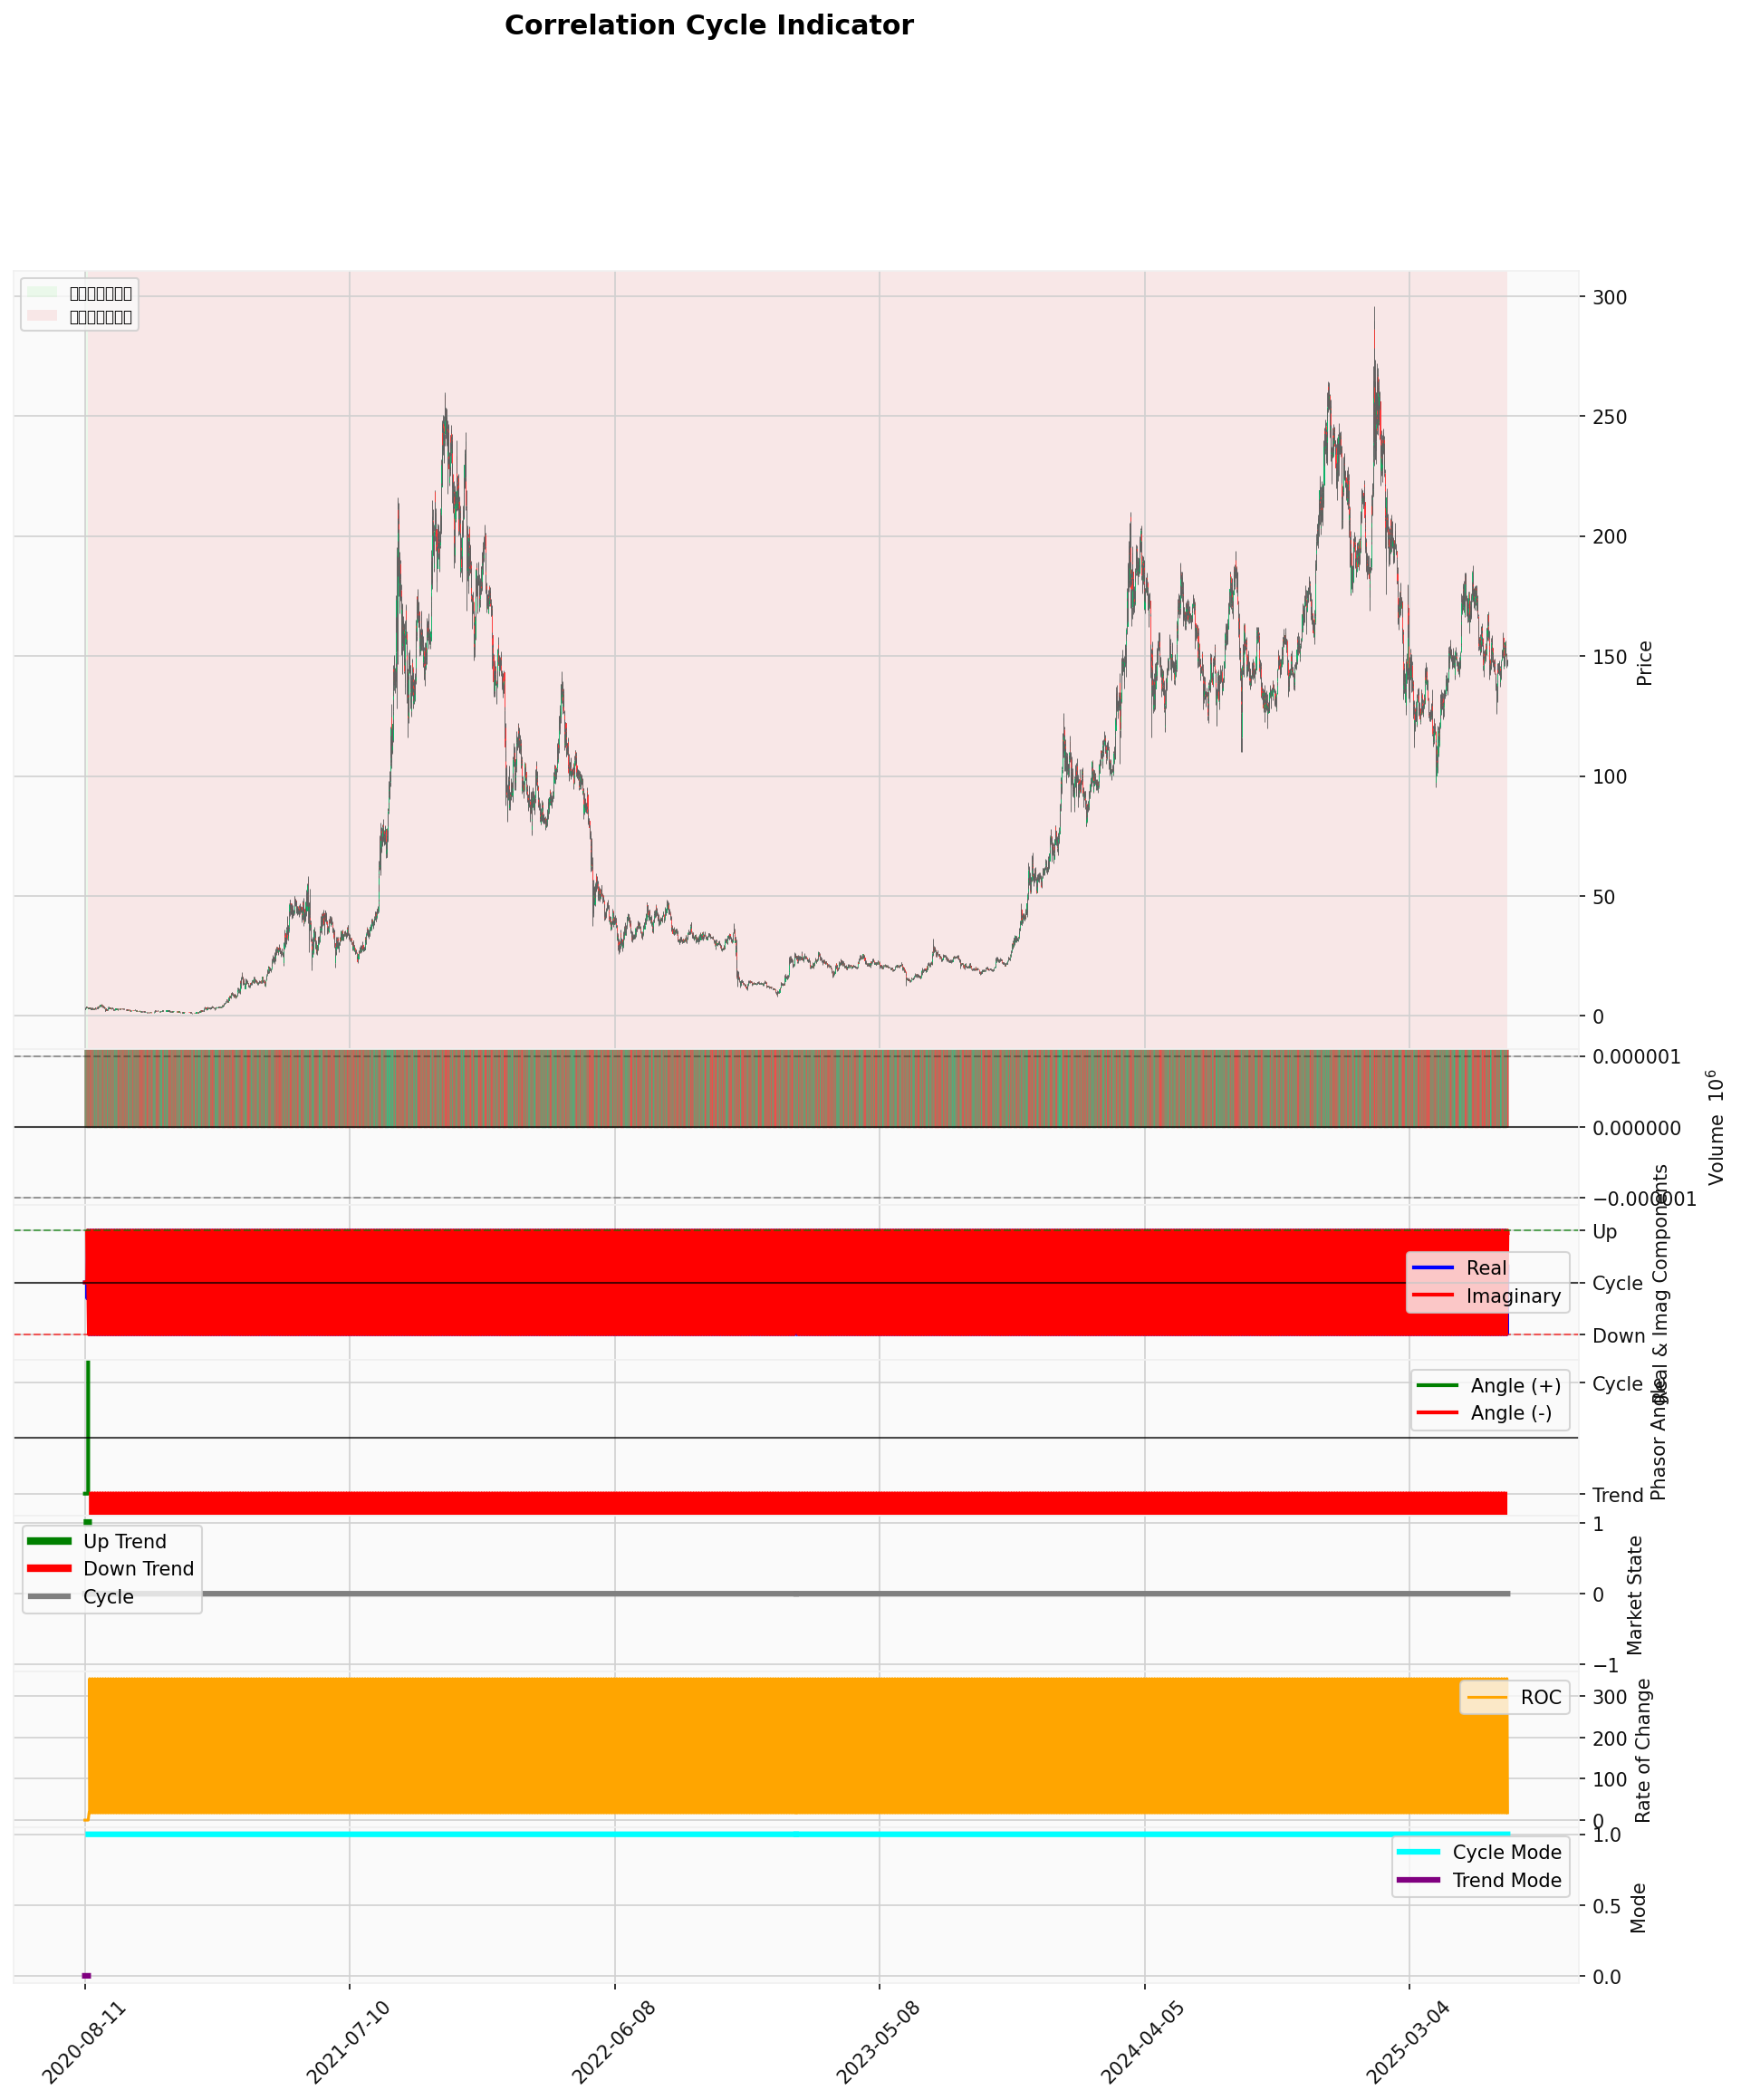 Correlation Cycle Indicator
300
250
200
150
100
50
0
Price
0.000001
0.000000
−0.000001
Volume 10⁶
Up
Cycle
Down
Real
Imaginary
Real & Imag Components
Cycle
Trend
Angle (+)
Angle (-)
Phasor Angle
1
0
−1
Up Trend
Down Trend
Cycle
Market State
300
200
100
0
ROC
Rate of Change
1.0
0.5
0.0
Cycle Mode
Trend Mode
Mode
2020-08-11
2021-07-10
2022-06-08
2023-05-08
2024-04-05
2025-03-04